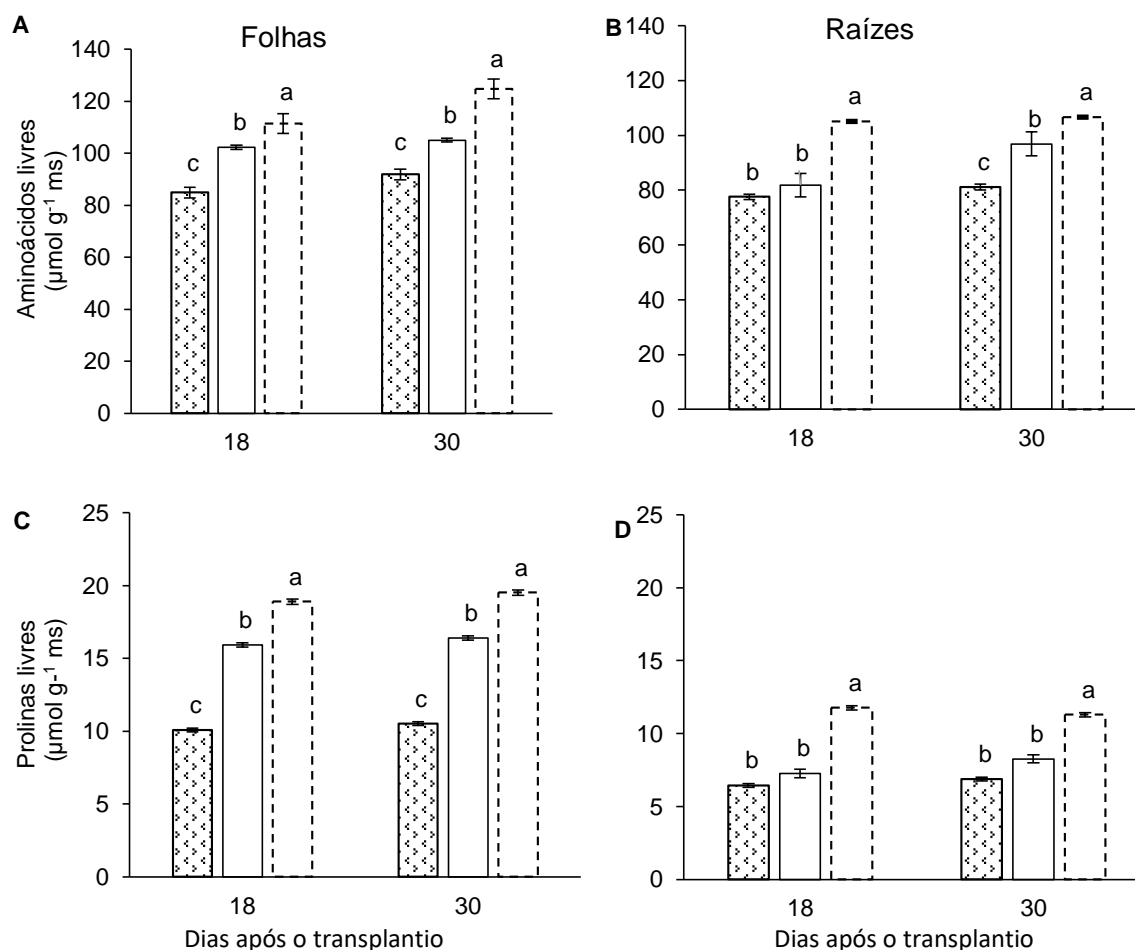 A
Folhas
Aminoácidos livres
(µmol g⁻¹ ms)
140
120
100
80
60
40
20
0
c
b
a
c
b
a
18
30
B
Raízes
140
120
100
80
60
40
20
0
b
b
a
c
b
a
18
30
C
Prolinas livres
(µmol g-¹ ms)
25
20
15
10
5
0
c
b
a
c
b
a
18
30
Dias após o transplantio
D
25
20
15
10
5
0
b
b
a
b
b
a
18
30
Dias após o transplantio